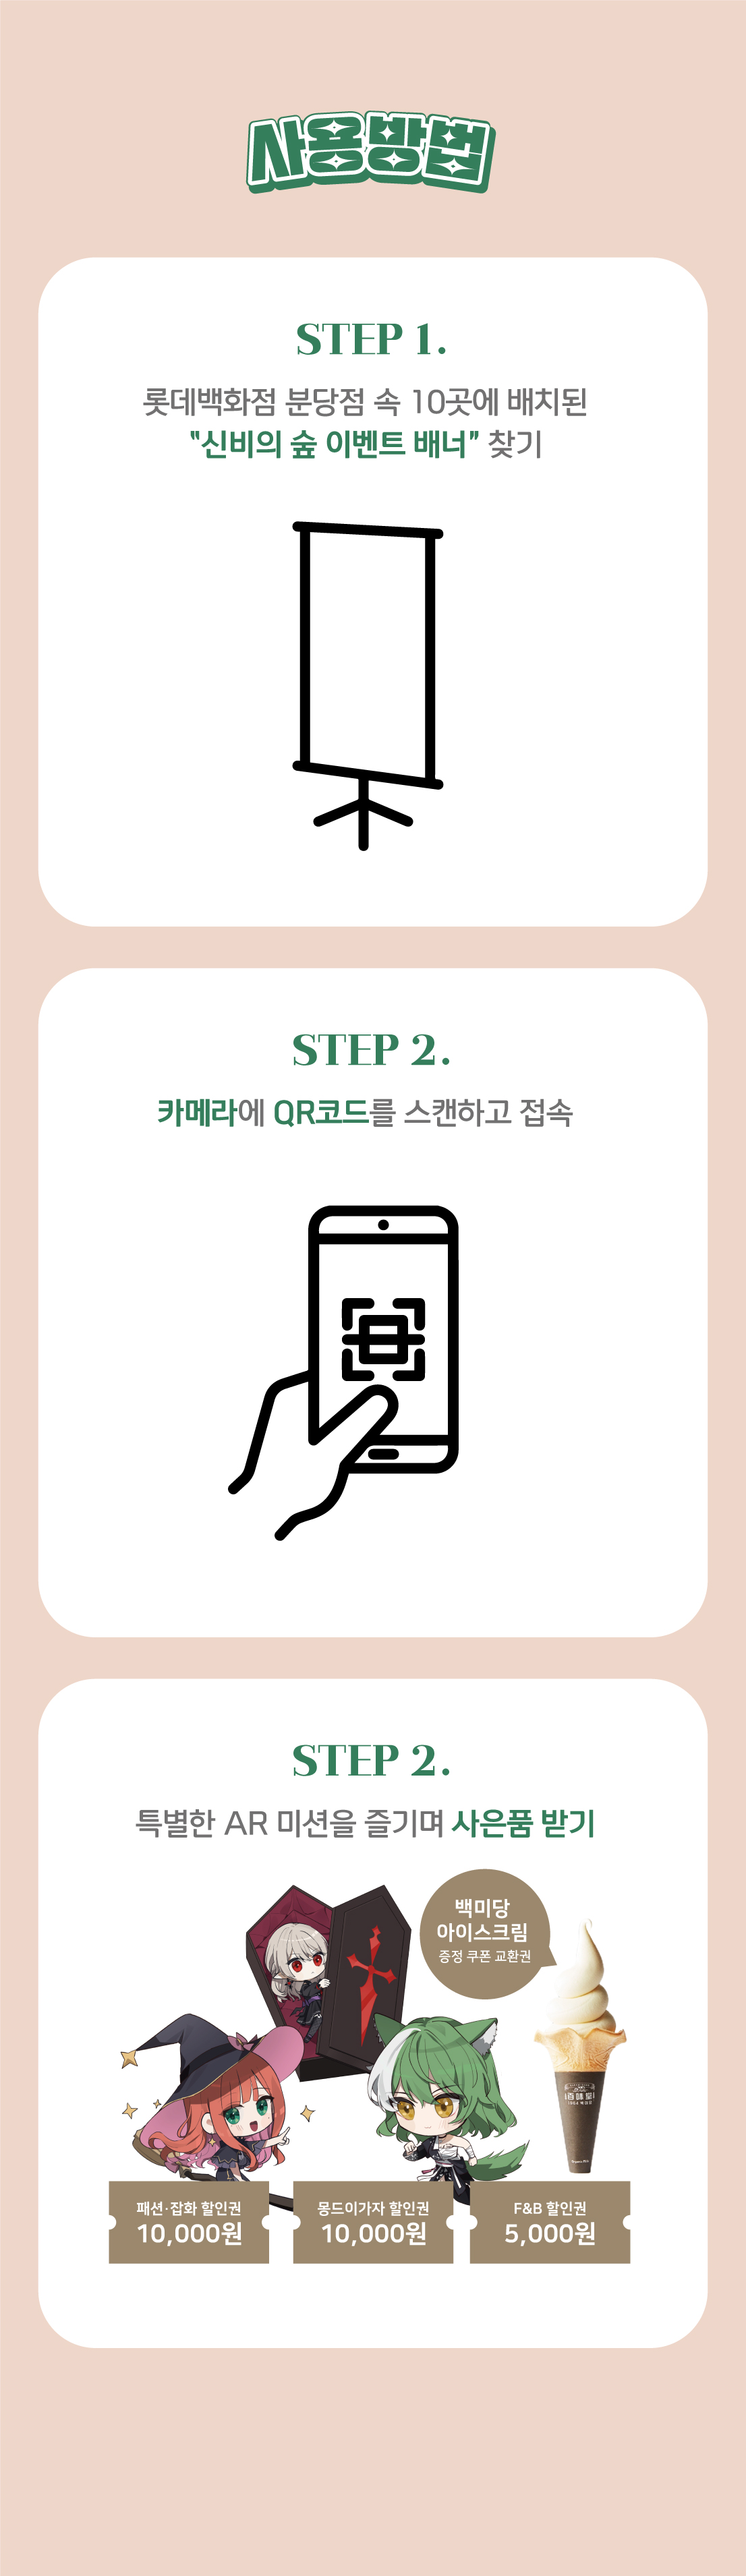 사용방법
STEP 1.
롯데백화점 분당점 속 10곳에 배치된
"신비의 숲 이벤트 배너" 찾기
STEP 2.
카메라에 QR코드를 스캔하고 접속
STEP 2.
특별한 AR 미션을 즐기며 사은품 받기
백미당
아이스크림
증정 쿠폰 교환권
百味堂
패션·잡화 할인권
10,000원
몽드이가자 할인권
10,000원
F&B 할인권
5,000원